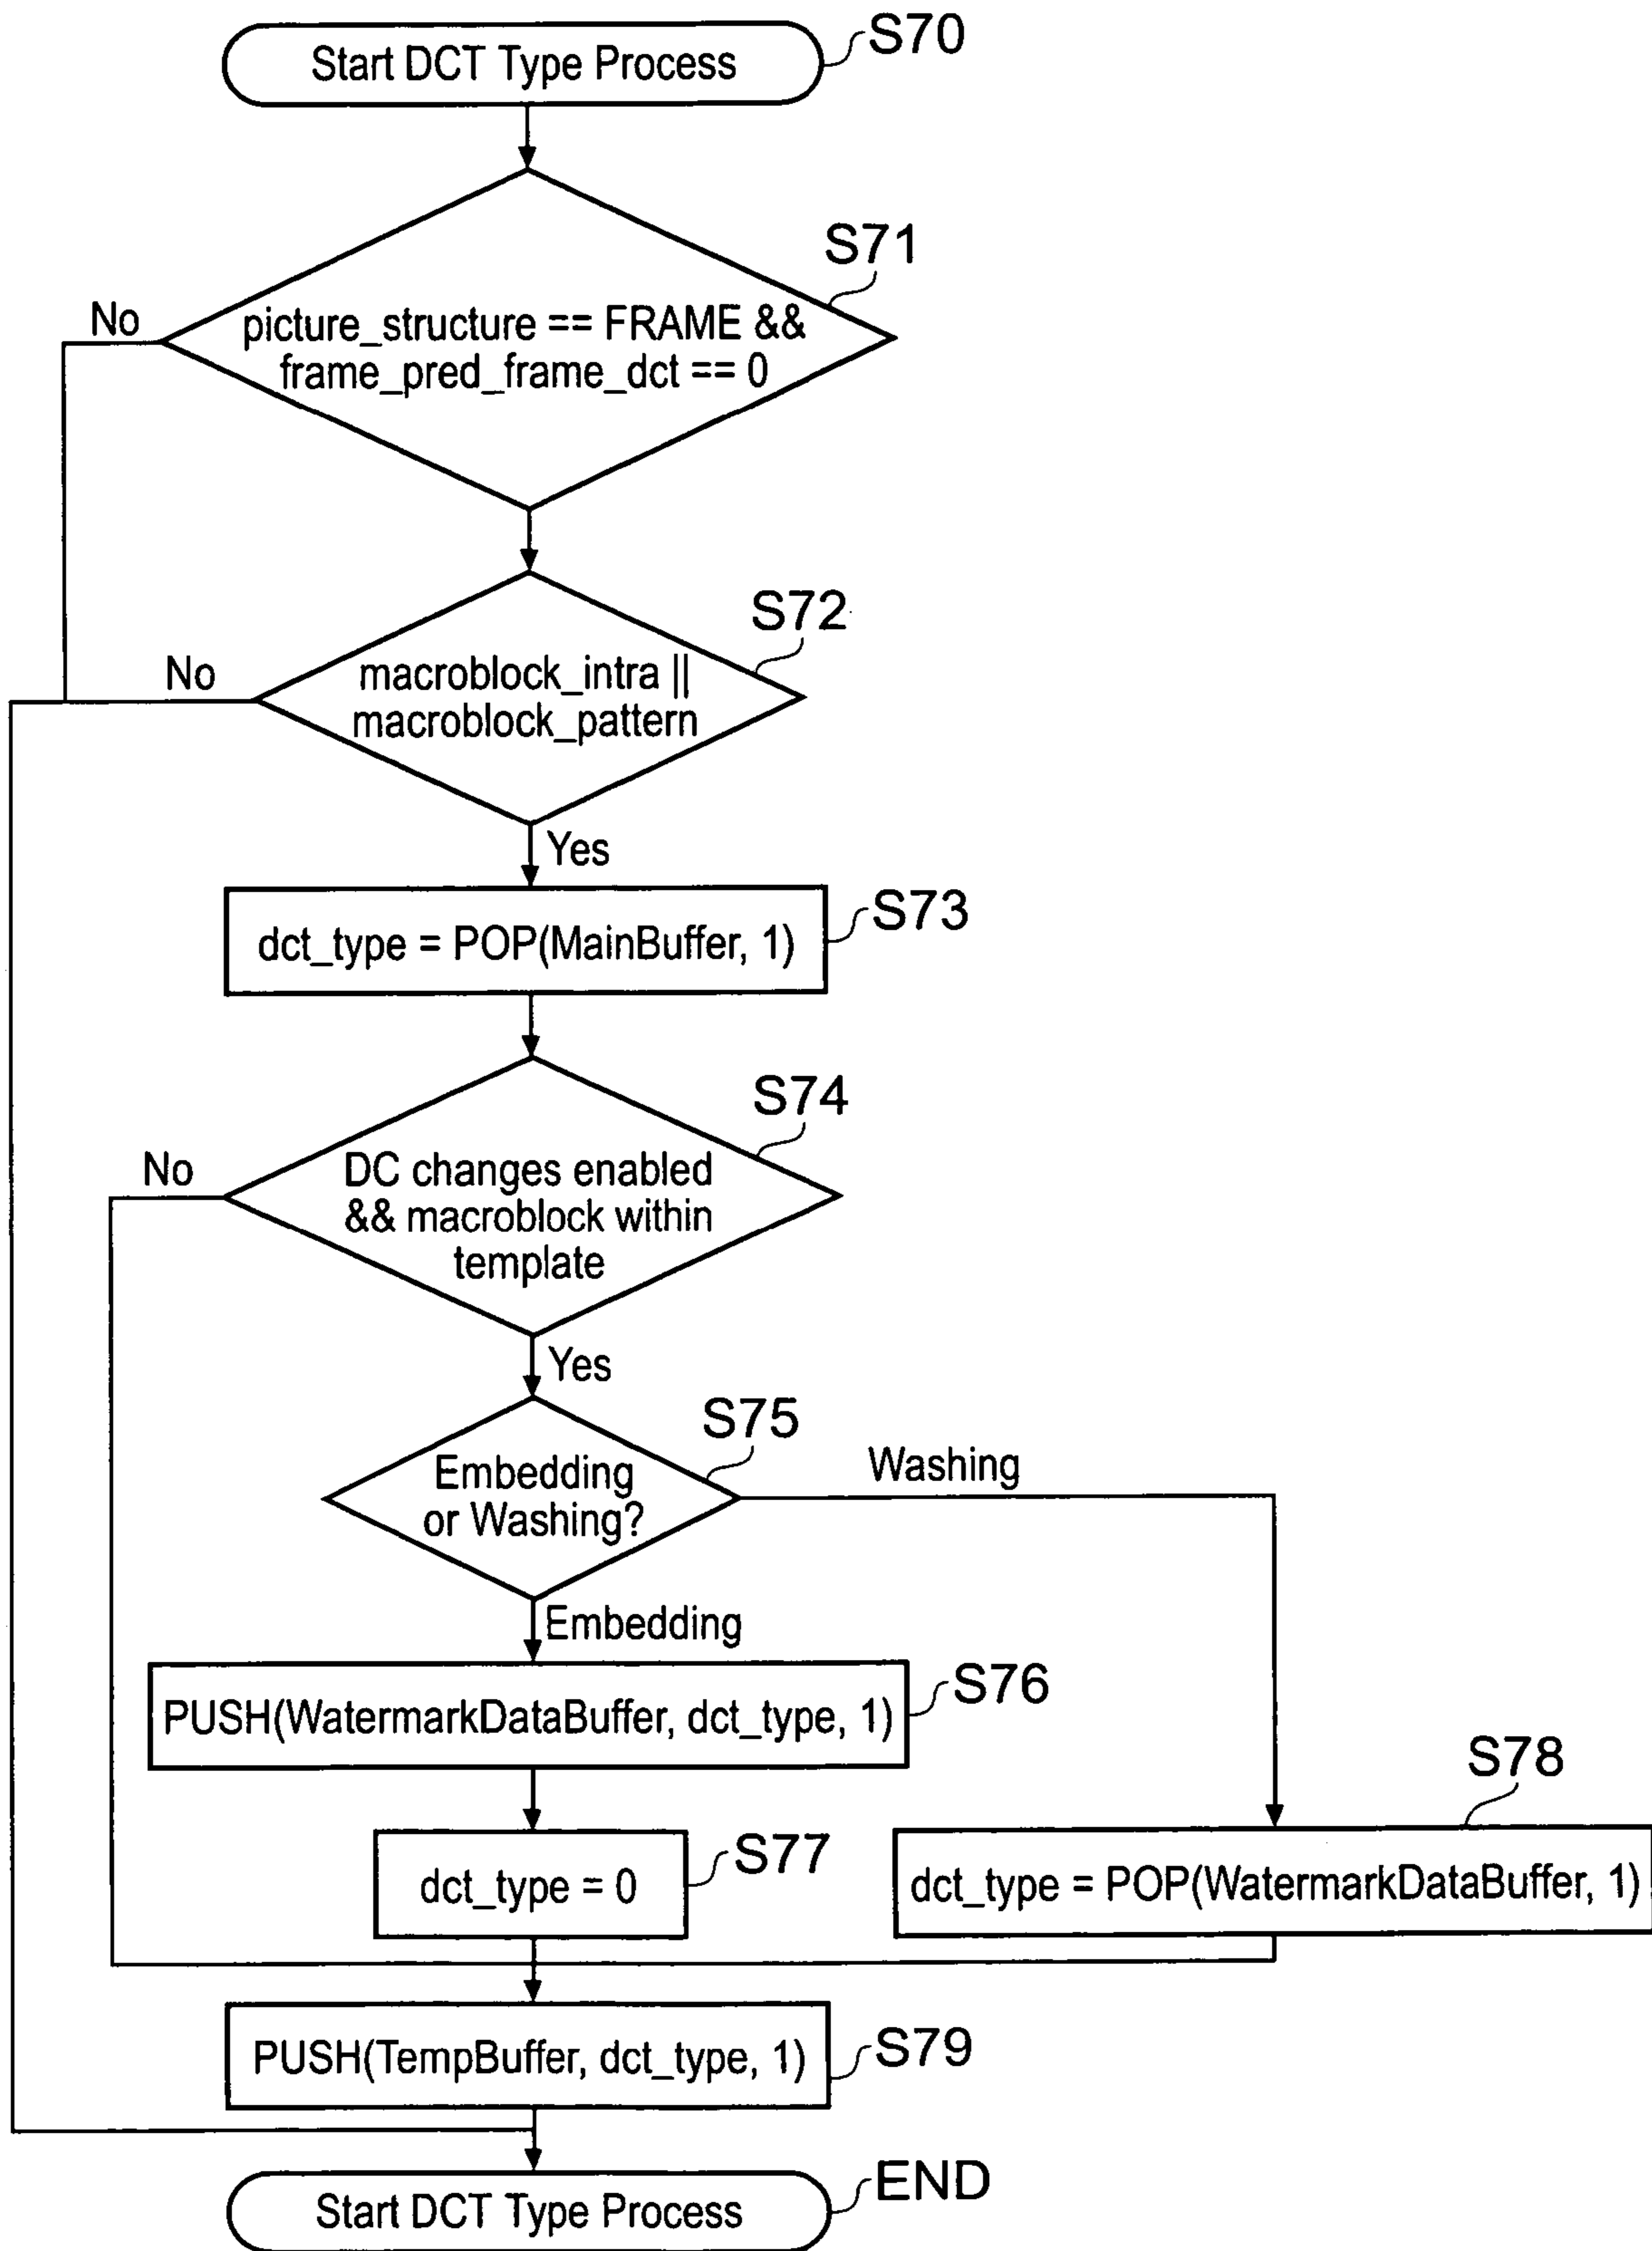 Start DCT Type Process
S70
S71
No
picture_structure == FRAME &&
frame_pred_frame_dct == 0
S72
No
macroblock_intra ||
macroblock_pattern
Yes
S73
dct_type = POP(MainBuffer, 1)
S74
No
DC changes enabled
&& macroblock within
template
Yes
S75
Embedding
or Washing?
Washing
Embedding
S76
PUSH(WatermarkDataBuffer, dct_type, 1)
S78
S77
dct_type = 0
dct_type = POP(WatermarkDataBuffer, 1)
S79
PUSH(TempBuffer, dct_type, 1)
END
Start DCT Type Process